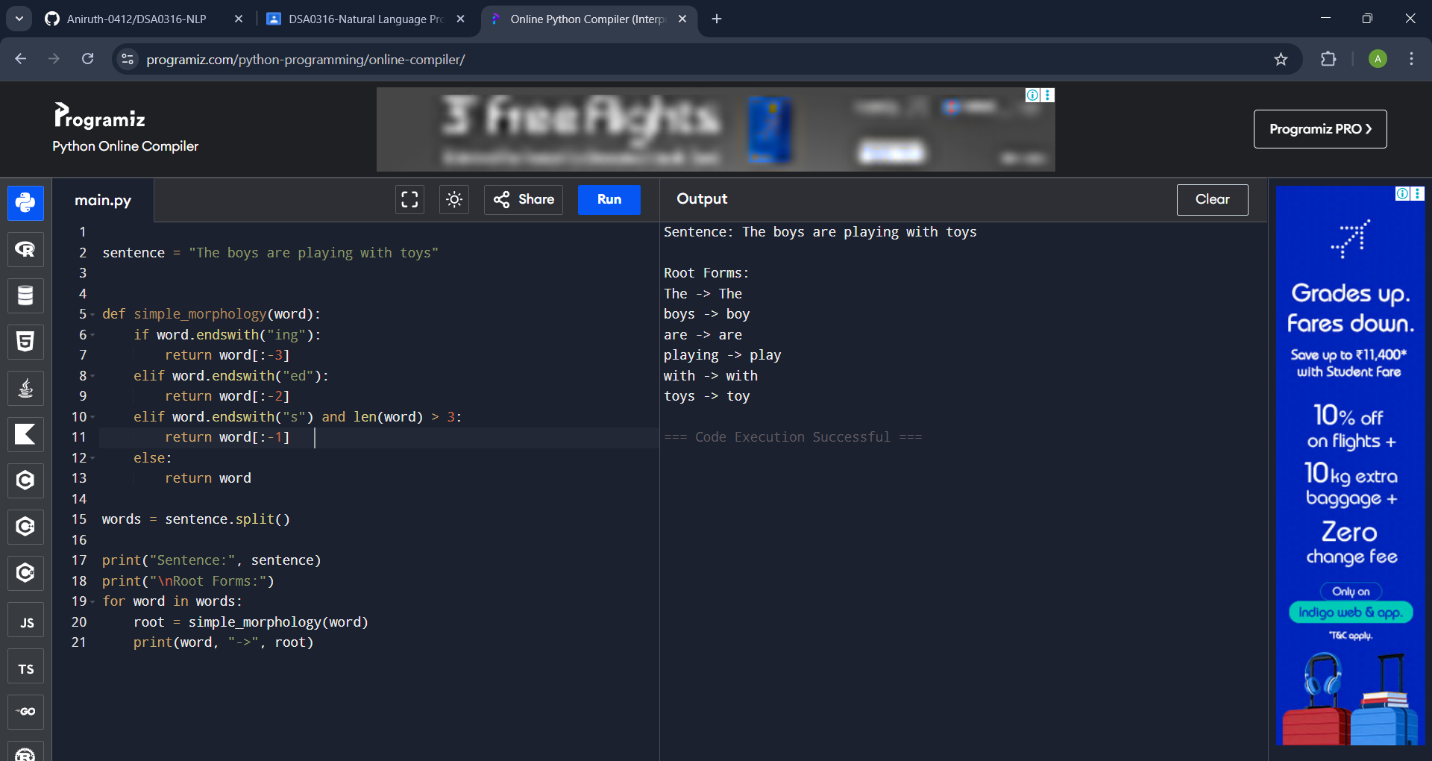 Aniruth-0412/DSA0316-NLP
DSA0316-Natural Language Pro
Online Python Compiler (Interp
programiz.com/python-programming/online-compiler/
A
Programiz
Python Online Compiler
3 Free Flights
Programiz PRO
main.py
Share
Run
Output
Clear
1
2 sentence = "The boys are playing with toys"
3
4
5 def simple_morphology(word):
6 if word.endswith("ing"):
7 return word[:-3]
8 elif word.endswith("ed"):
9 return word[:-2]
10 elif word.endswith("s") and len(word) > 3:
11 return word[:-1]
12 else:
13 return word
14
15 words = sentence.split()
16
17 print("Sentence:", sentence)
18 print("\nRoot Forms:")
19 for word in words:
20 root = simple_morphology(word)
21 print(word, "->", root)
Sentence: The boys are playing with toys
Root Forms:
The -> The
boys -> boy
are -> are
playing -> play
with -> with
toys -> toy
=== Code Execution Successful ===
JS
TS
GO
Grades up.
Fares down.
Save up to ₹11,400*
with Student Fare
10% off
on flights +
10kg extra
baggage +
Zero
change fee
Only on
IndiGo web & app.
*T&C apply.